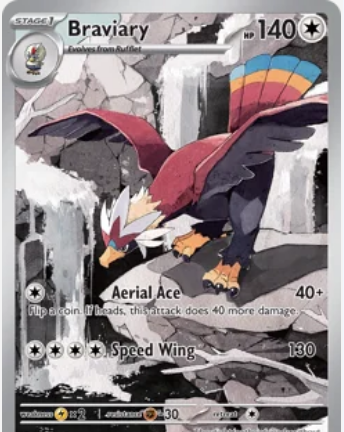 STAGE 1
Braviary
HP 140
Evolves from Rufflet
Aerial Ace 40+
Flip a coin. If heads, this attack does 40 more damage.
Speed Wing 130
weakness ×2 resistance -30 retreat